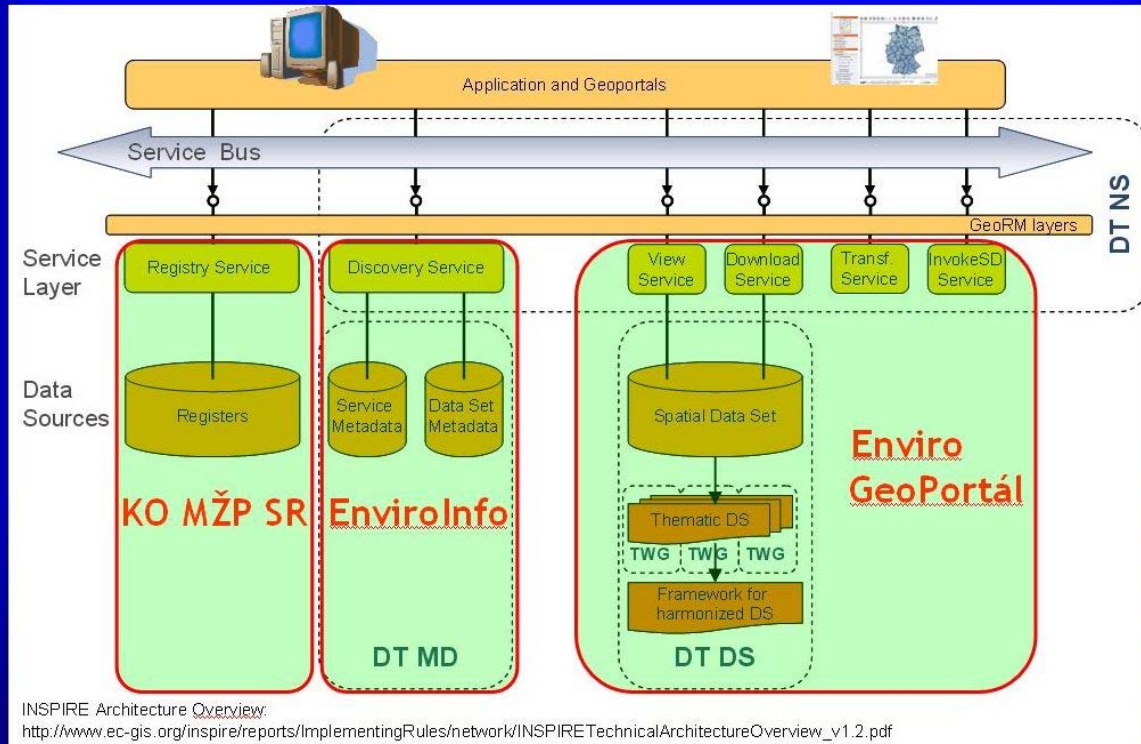 Application and Geoportals
Service Bus
DT NS
GeoRM layers
Service
Layer
Registry Service
Discovery Service
View
Service
Download
Service
Transf.
Service
InvokeSD
Service
Data
Sources
Registers
Service
Metadata
Data Set
Metadata
Spatial Data Set
KO MŽP SR
EnviroInfo
Enviro
GeoPortál
Thematic DS
TWG
TWG
TWG
Framework for
harmonized DS
DT MD
DT DS
INSPIRE Architecture Overview:
http://www.ec-gis.org/inspire/reports/ImplementingRules/network/INSPIRETechnicalArchitectureOverview_v1.2.pdf